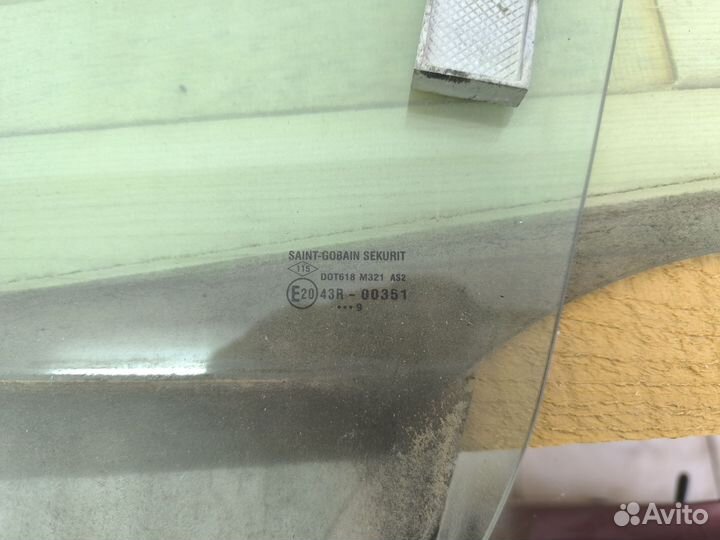 SAINT-GOBAIN SEKURIT
115
DOT618 M321 AS2
E20 43R - 00351
••• 9
Avito